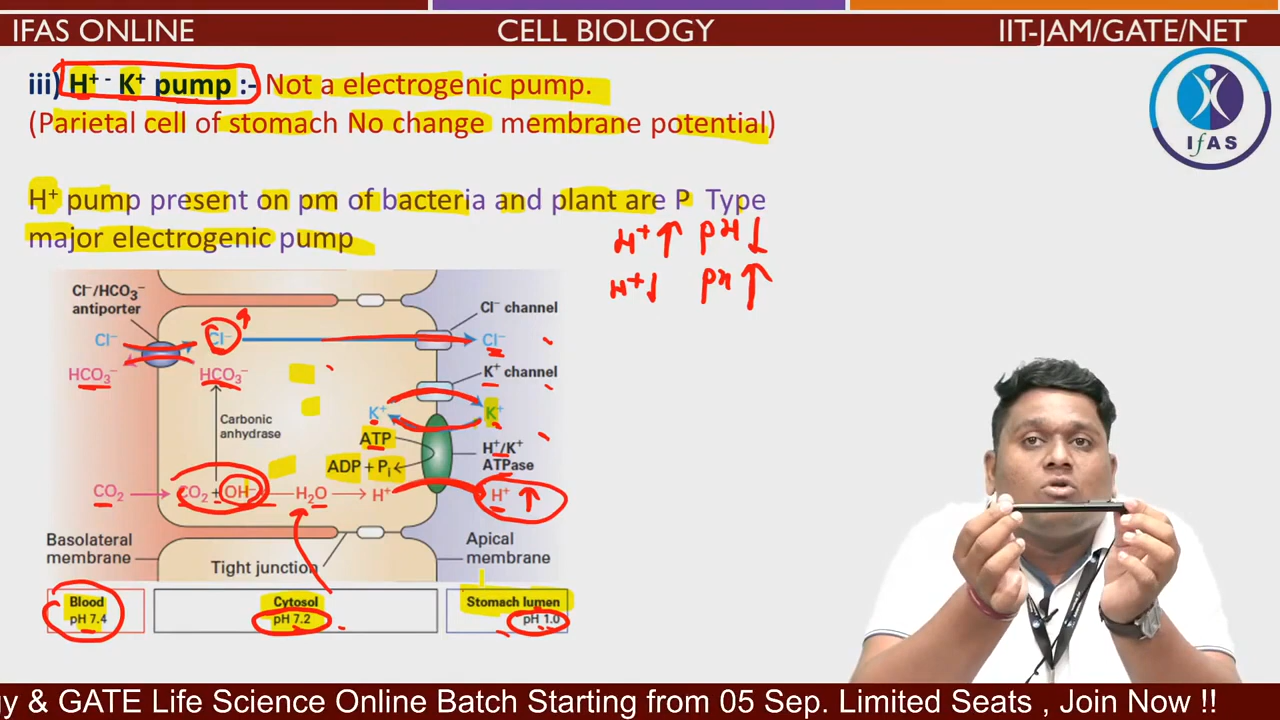 IFAS ONLINE
CELL BIOLOGY
IIT-JAM/GATE/NET
iii) H⁺ - K⁺ pump :- Not a electrogenic pump.
(Parietal cell of stomach No change membrane potential)
IfAS
H⁺ pump present on pm of bacteria and plant are P Type
major electrogenic pump
H⁺↑ pH↓
H⁺↓ pH↑
Cl⁻/HCO₃⁻
antiporter
Cl⁻
Cl⁻
Cl⁻
Cl⁻ channel
HCO₃⁻
HCO₃⁻
K⁺ channel
K⁺
K⁺
Carbonic
anhydrase
ATP
ADP + Pᵢ
H⁺/K⁺
ATPase
CO₂
CO₂ + OH⁻
H₂O
H⁺
H⁺ ↑
Basolateral
membrane
Tight junction
Apical
membrane
Blood
pH 7.4
Cytosol
pH 7.2
Stomach lumen
pH 1.0
gy & GATE Life Science Online Batch Starting from 05 Sep. Limited Seats , Join Now !!